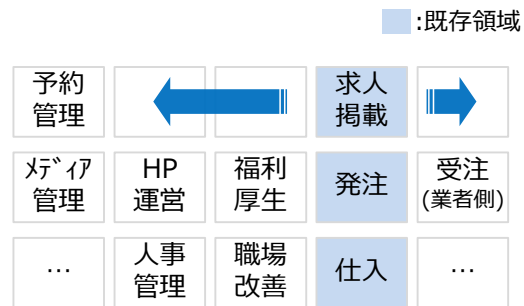 :既存領域
予約
管理
求人
掲載
ﾒﾃﾞｨｱ
管理
HP
運営
福利
厚生
発注
受注
(業者側)
…
人事
管理
職場
改善
仕入
…